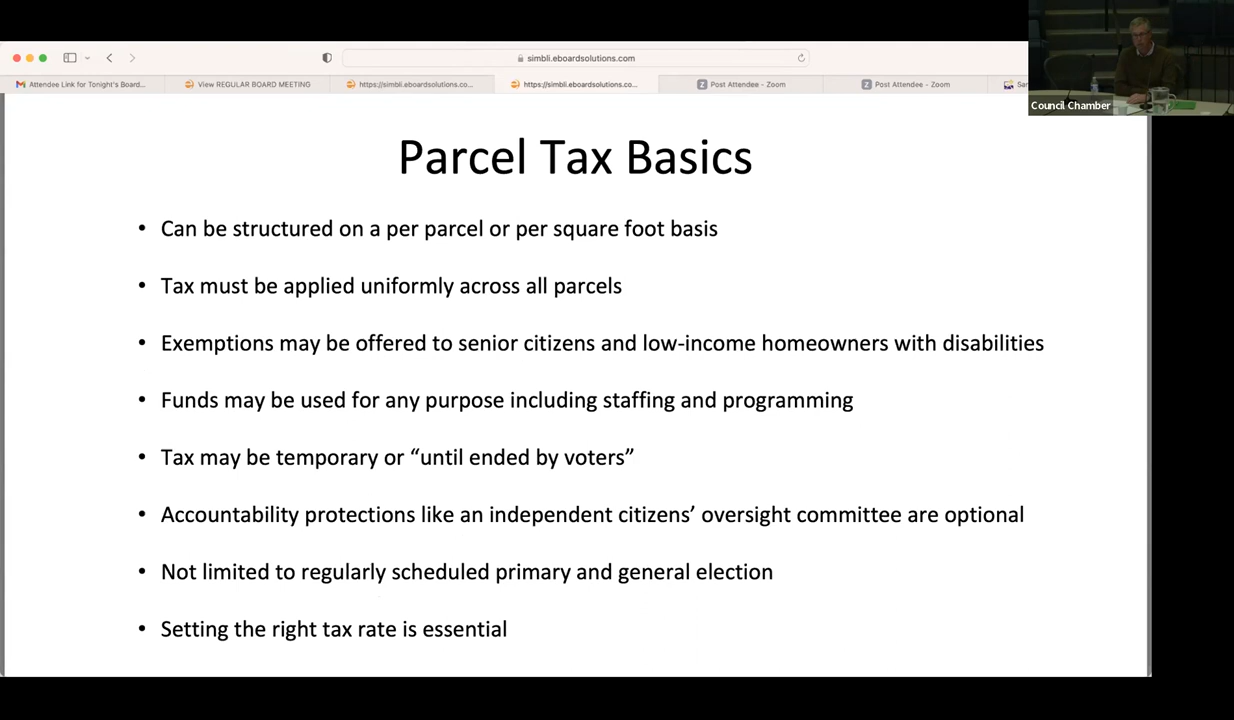 simbli.eboardsolutions.com
Attendee Link for Tonight's Board...
View REGULAR BOARD MEETING
https://simbli.eboardsolutions.co...
https://simbli.eboardsolutions.co...
Post Attendee - Zoom
Post Attendee - Zoom
Council Chamber
Parcel Tax Basics
• Can be structured on a per parcel or per square foot basis
• Tax must be applied uniformly across all parcels
• Exemptions may be offered to senior citizens and low-income homeowners with disabilities
• Funds may be used for any purpose including staffing and programming
• Tax may be temporary or “until ended by voters”
• Accountability protections like an independent citizens’ oversight committee are optional
• Not limited to regularly scheduled primary and general election
• Setting the right tax rate is essential